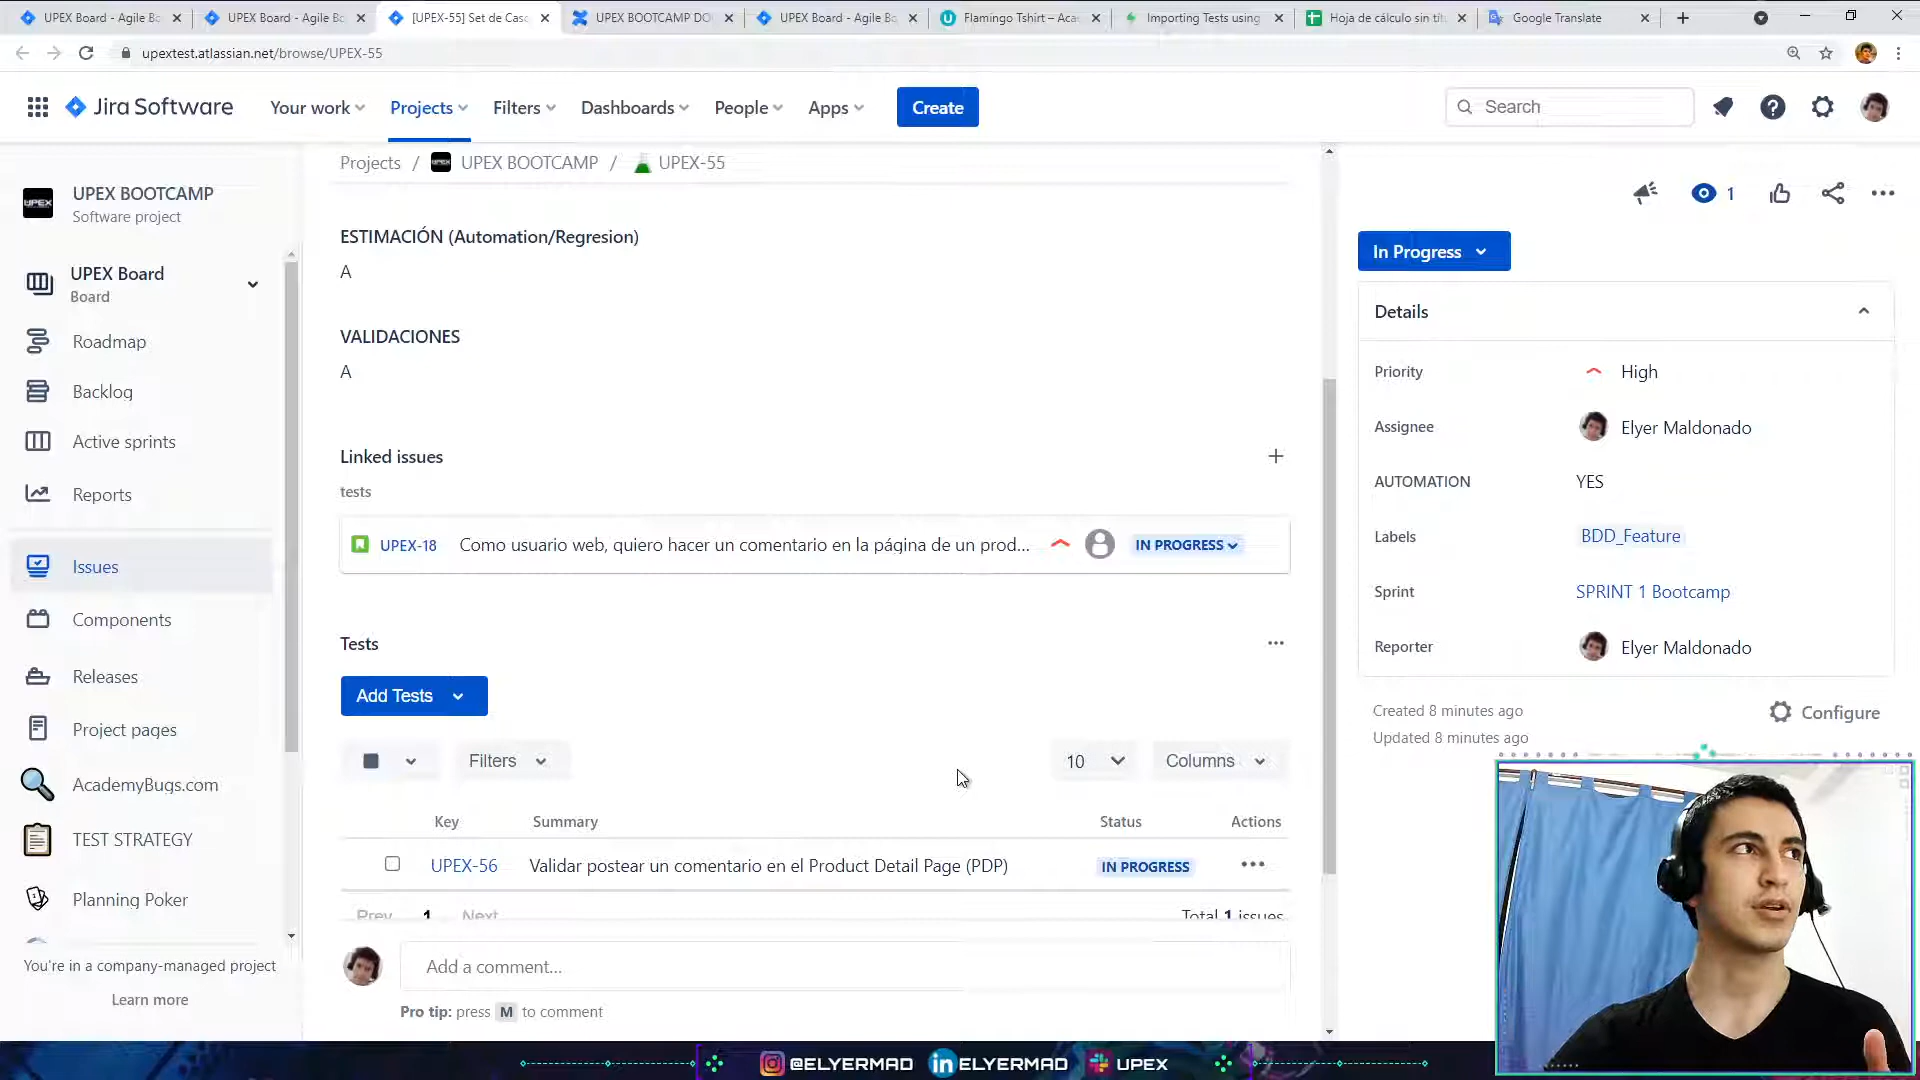 UPEX Board - Agile Bo
UPEX Board - Agile Bo
[UPEX-55] Set de Casc
UPEX BOOTCAMP DO
UPEX Board - Agile Bo
Flamingo Tshirt – Aca
Importing Tests using
Hoja de cálculo sin tít
Google Translate
upextest.atlassian.net/browse/UPEX-55
Jira Software
Your work
Projects
Filters
Dashboards
People
Apps
Create
Search
UPEX
UPEX BOOTCAMP
Software project
UPEX Board
Board
Roadmap
Backlog
Active sprints
Reports
Issues
Components
Releases
Project pages
AcademyBugs.com
TEST STRATEGY
Planning Poker
You're in a company-managed project
Learn more
Projects / UPEX BOOTCAMP / UPEX-55
ESTIMACIÓN (Automation/Regresion)
A
VALIDACIONES
A
Linked issues
tests
UPEX-18 Como usuario web, quiero hacer un comentario en la página de un prod... IN PROGRESS
Tests
Add Tests
Filters
10
Columns
Key Summary Status Actions
UPEX-56 Validar postear un comentario en el Product Detail Page (PDP) IN PROGRESS
Prev 1 Next
Total 1 issues
Add a comment...
Pro tip: press M to comment
1
In Progress
Details
Priority High
Assignee Elyer Maldonado
AUTOMATION YES
Labels BDD_Feature
Sprint SPRINT 1 Bootcamp
Reporter Elyer Maldonado
Created 8 minutes ago
Updated 8 minutes ago
Configure
@ELYERMAD
in ELYERMAD
UPEX